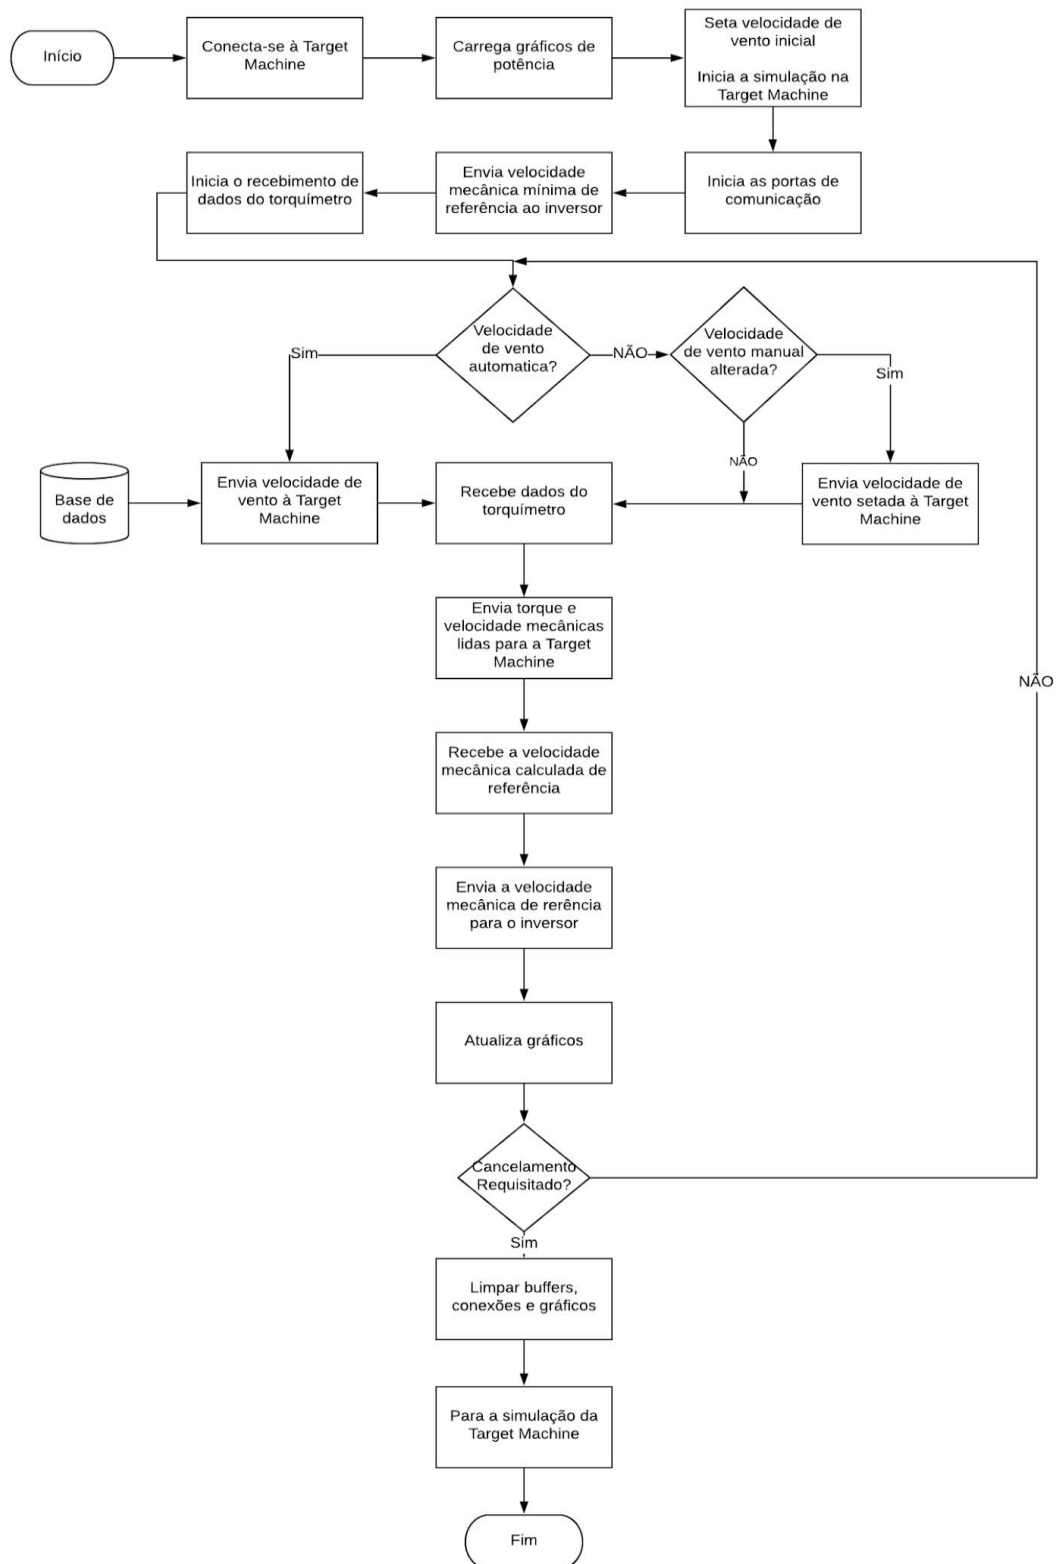 Início
Conecta-se à Target
Machine
Carrega gráficos de
potência
Seta velocidade de
vento inicial
Inicia a simulação na
Target Machine
Inicia as portas de
comunicação
Envia velocidade
mecânica mínima de
referência ao inversor
Inicia o recebimento de
dados do torquímetro
Velocidade
de vento
automatica?
Sim
NÃO
Velocidade
de vento manual
alterada?
Sim
NÃO
Base de
dados
Envia velocidade de
vento à Target
Machine
Recebe dados do
torquímetro
Envia velocidade de
vento setada à Target
Machine
Envia torque e
velocidade mecânicas
lidas para a Target
Machine
Recebe a velocidade
mecânica calculada de
referência
Envia a velocidade
mecânica de rerência
para o inversor
Atualiza gráficos
Cancelamento
Requisitado?
NÃO
Sim
Limpar buffers,
conexões e gráficos
Para a simulação da
Target Machine
Fim